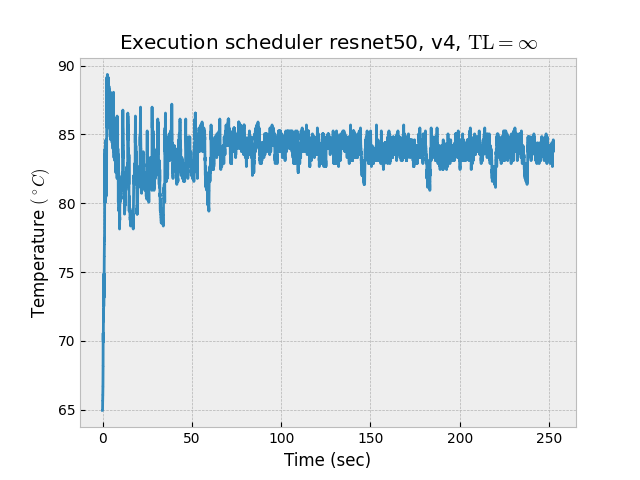 Execution scheduler resnet50, v4, TL = ∞
90
85
80
75
70
65
Temperature (°C)
0 50 100 150 200 250
Time (sec)